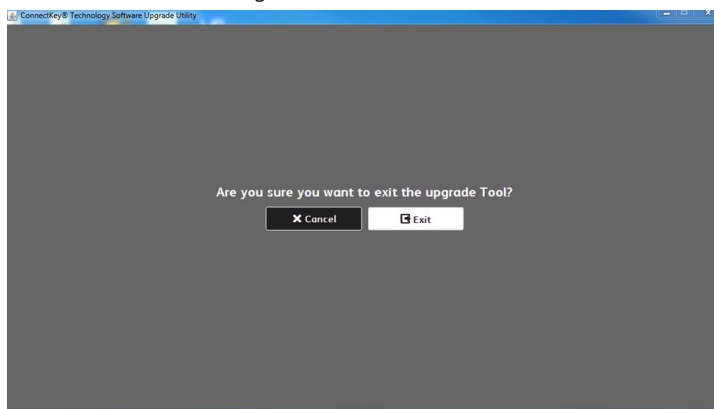 ConnectKey® Technology Software Upgrade Utility
Are you sure you want to exit the upgrade Tool?
Cancel
Exit